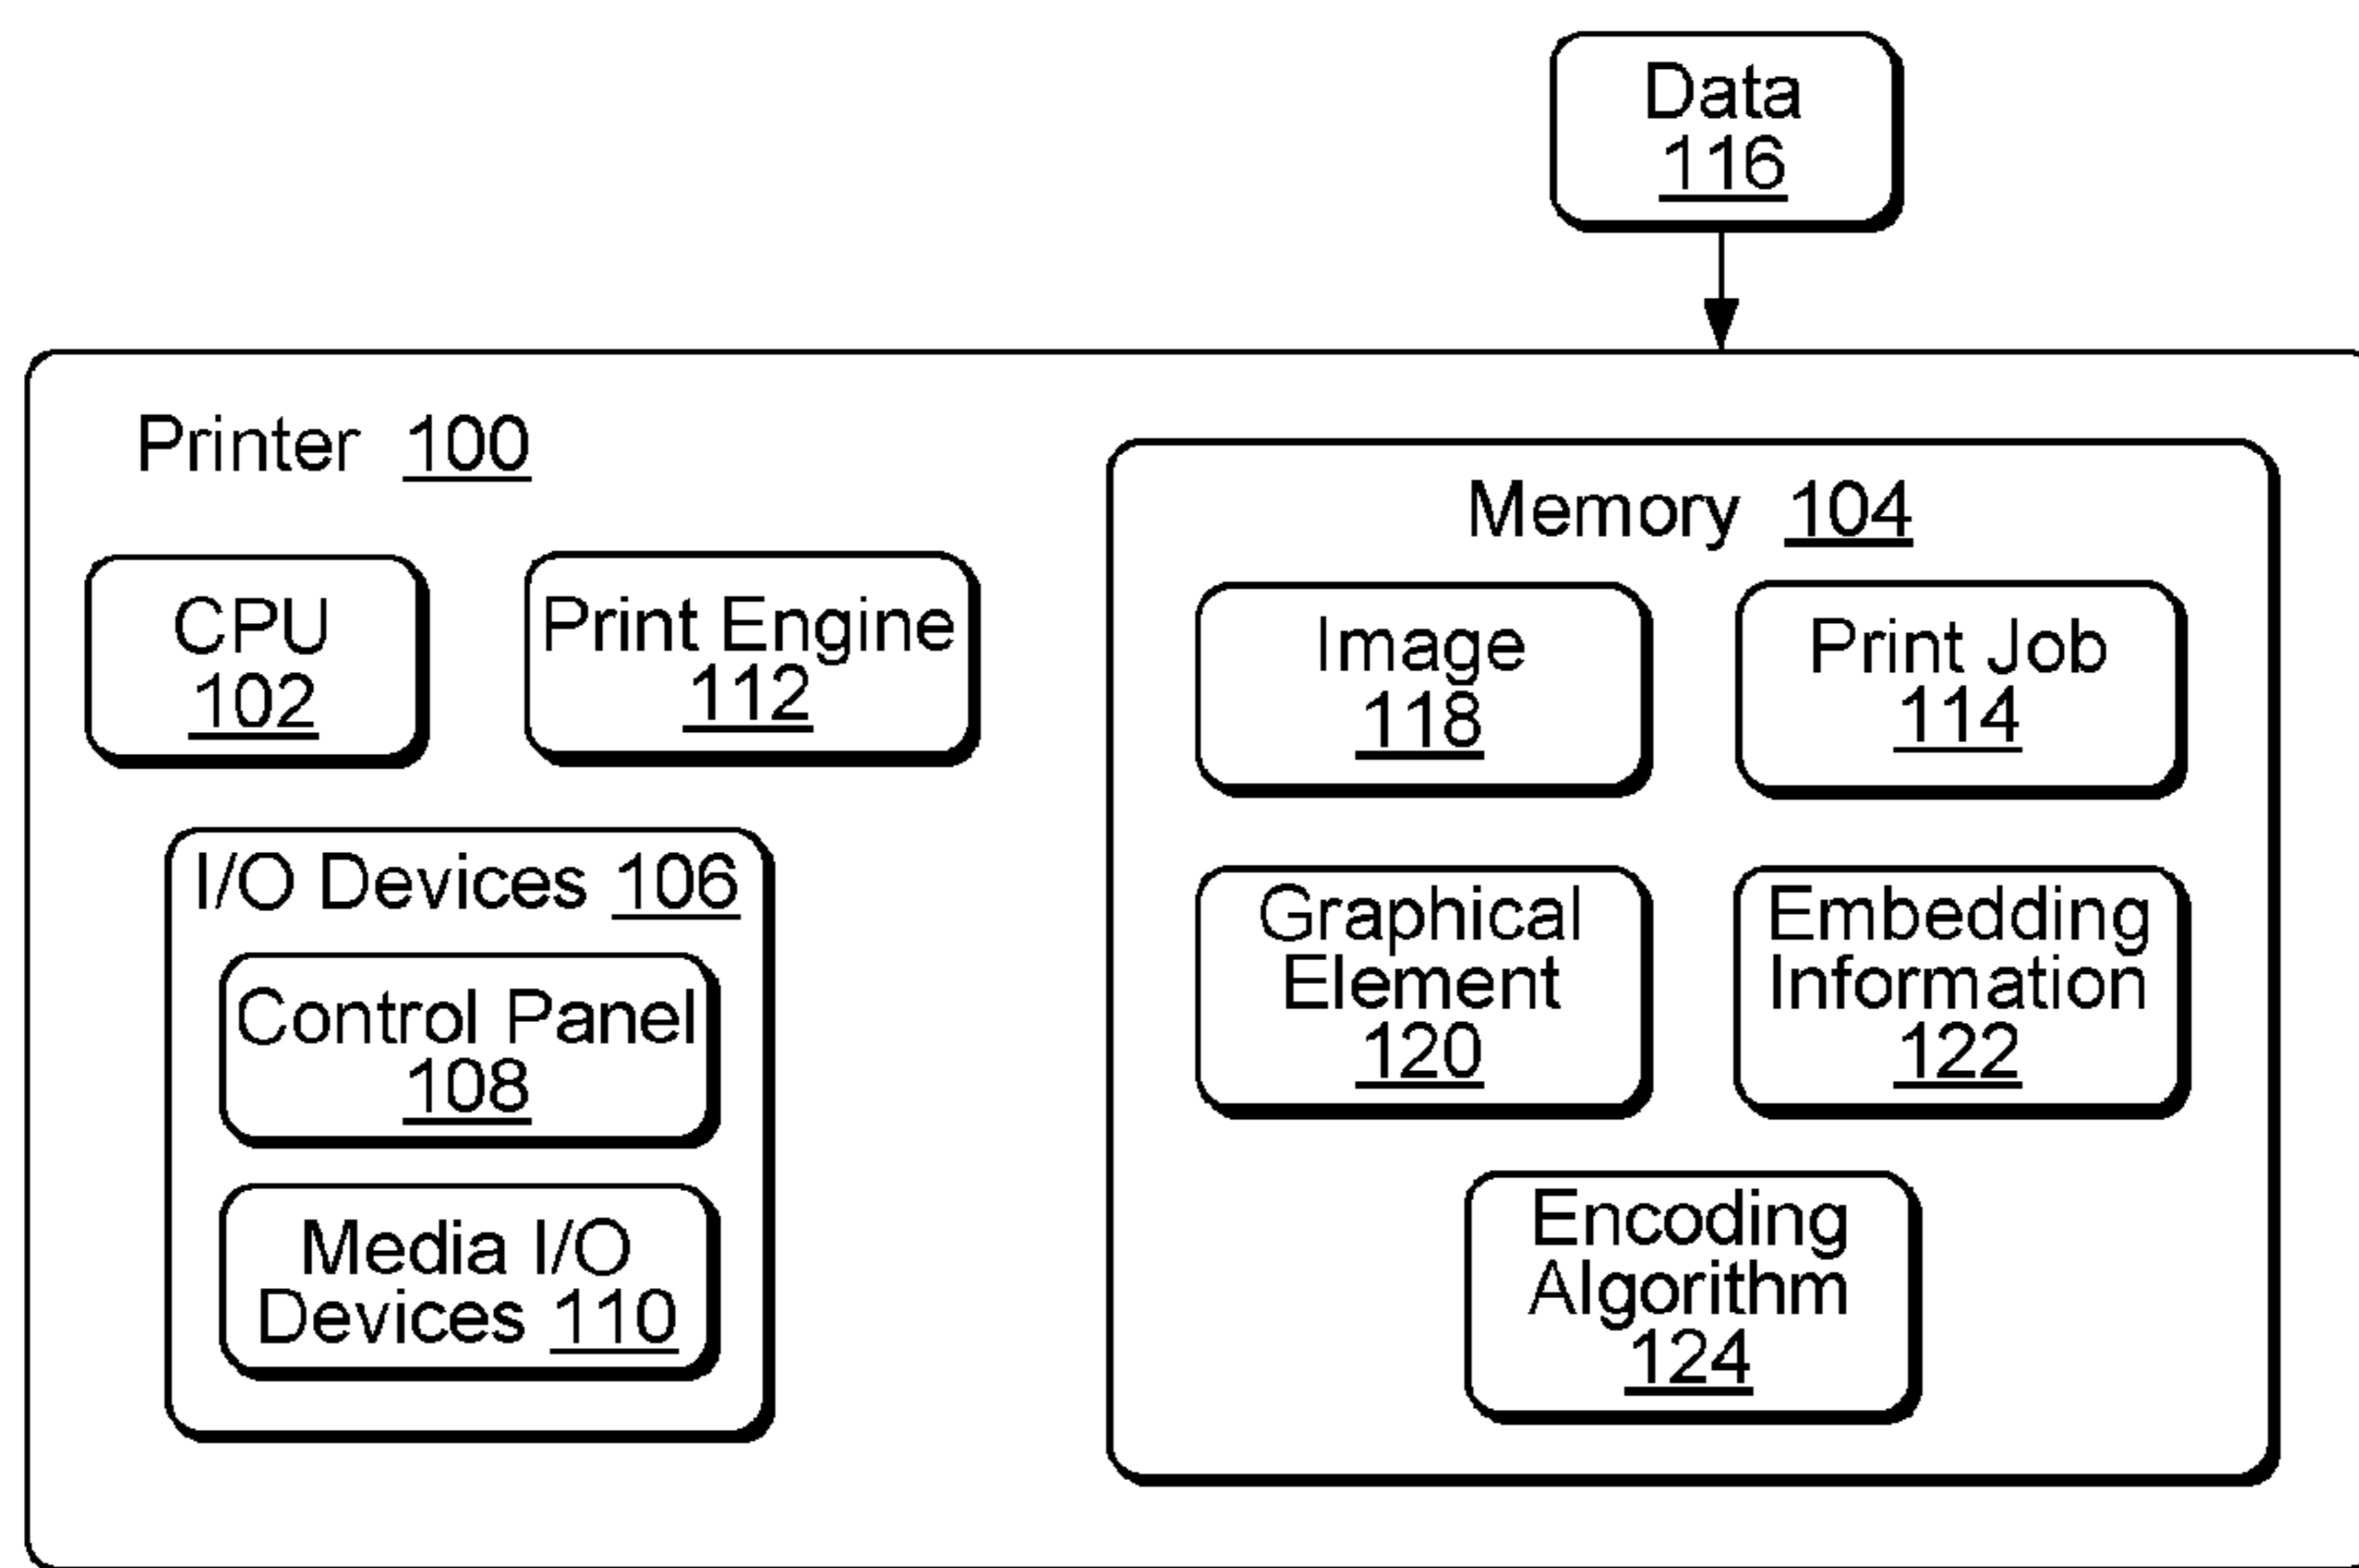 Data
116
Printer 100
CPU
102
Print Engine
112
I/O Devices 106
Control Panel
108
Media I/O
Devices 110
Memory 104
Image
118
Print Job
114
Graphical
Element
120
Embedding
Information
122
Encoding
Algorithm
124